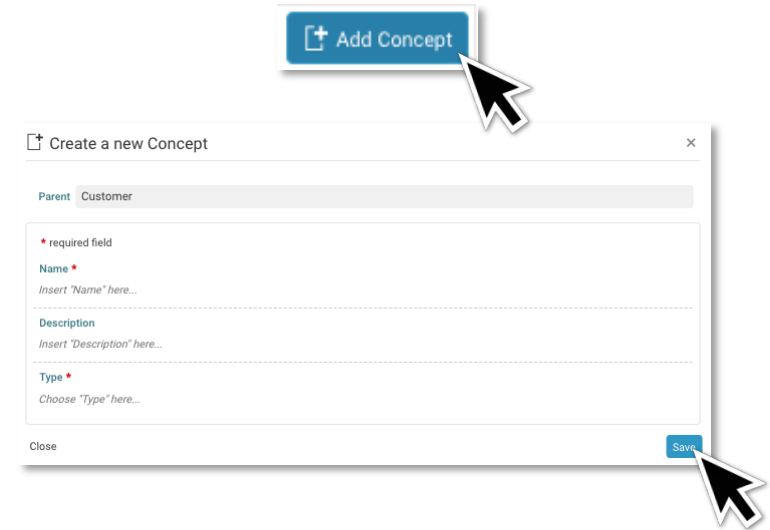 Add Concept
Create a new Concept
Parent Customer
* required field
Name *
Insert "Name" here...
Description
Insert "Description" here...
Type *
Choose "Type" here...
Close
Save